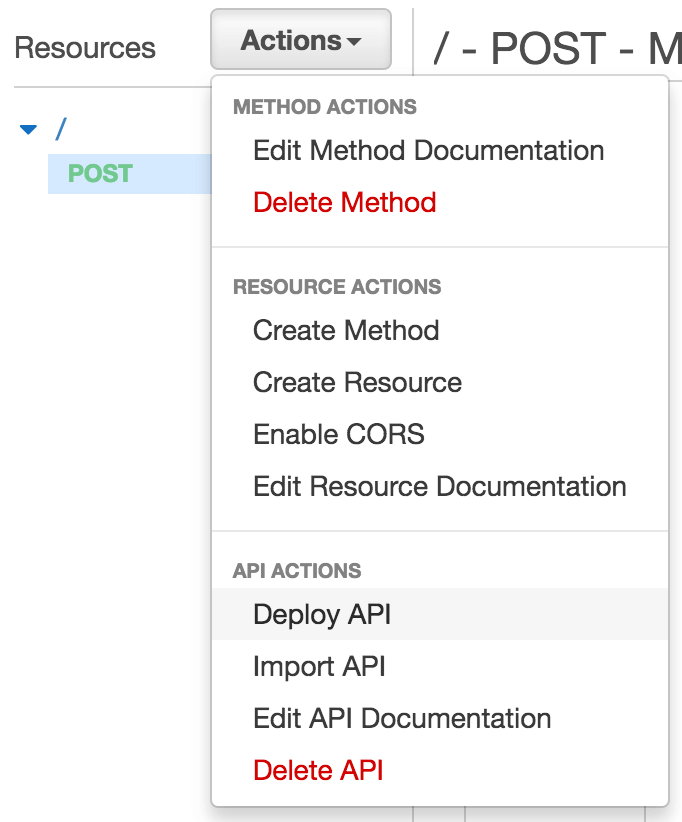 Resources
Actions
/ - POST - M
/
POST
METHOD ACTIONS
Edit Method Documentation
Delete Method
RESOURCE ACTIONS
Create Method
Create Resource
Enable CORS
Edit Resource Documentation
API ACTIONS
Deploy API
Import API
Edit API Documentation
Delete API